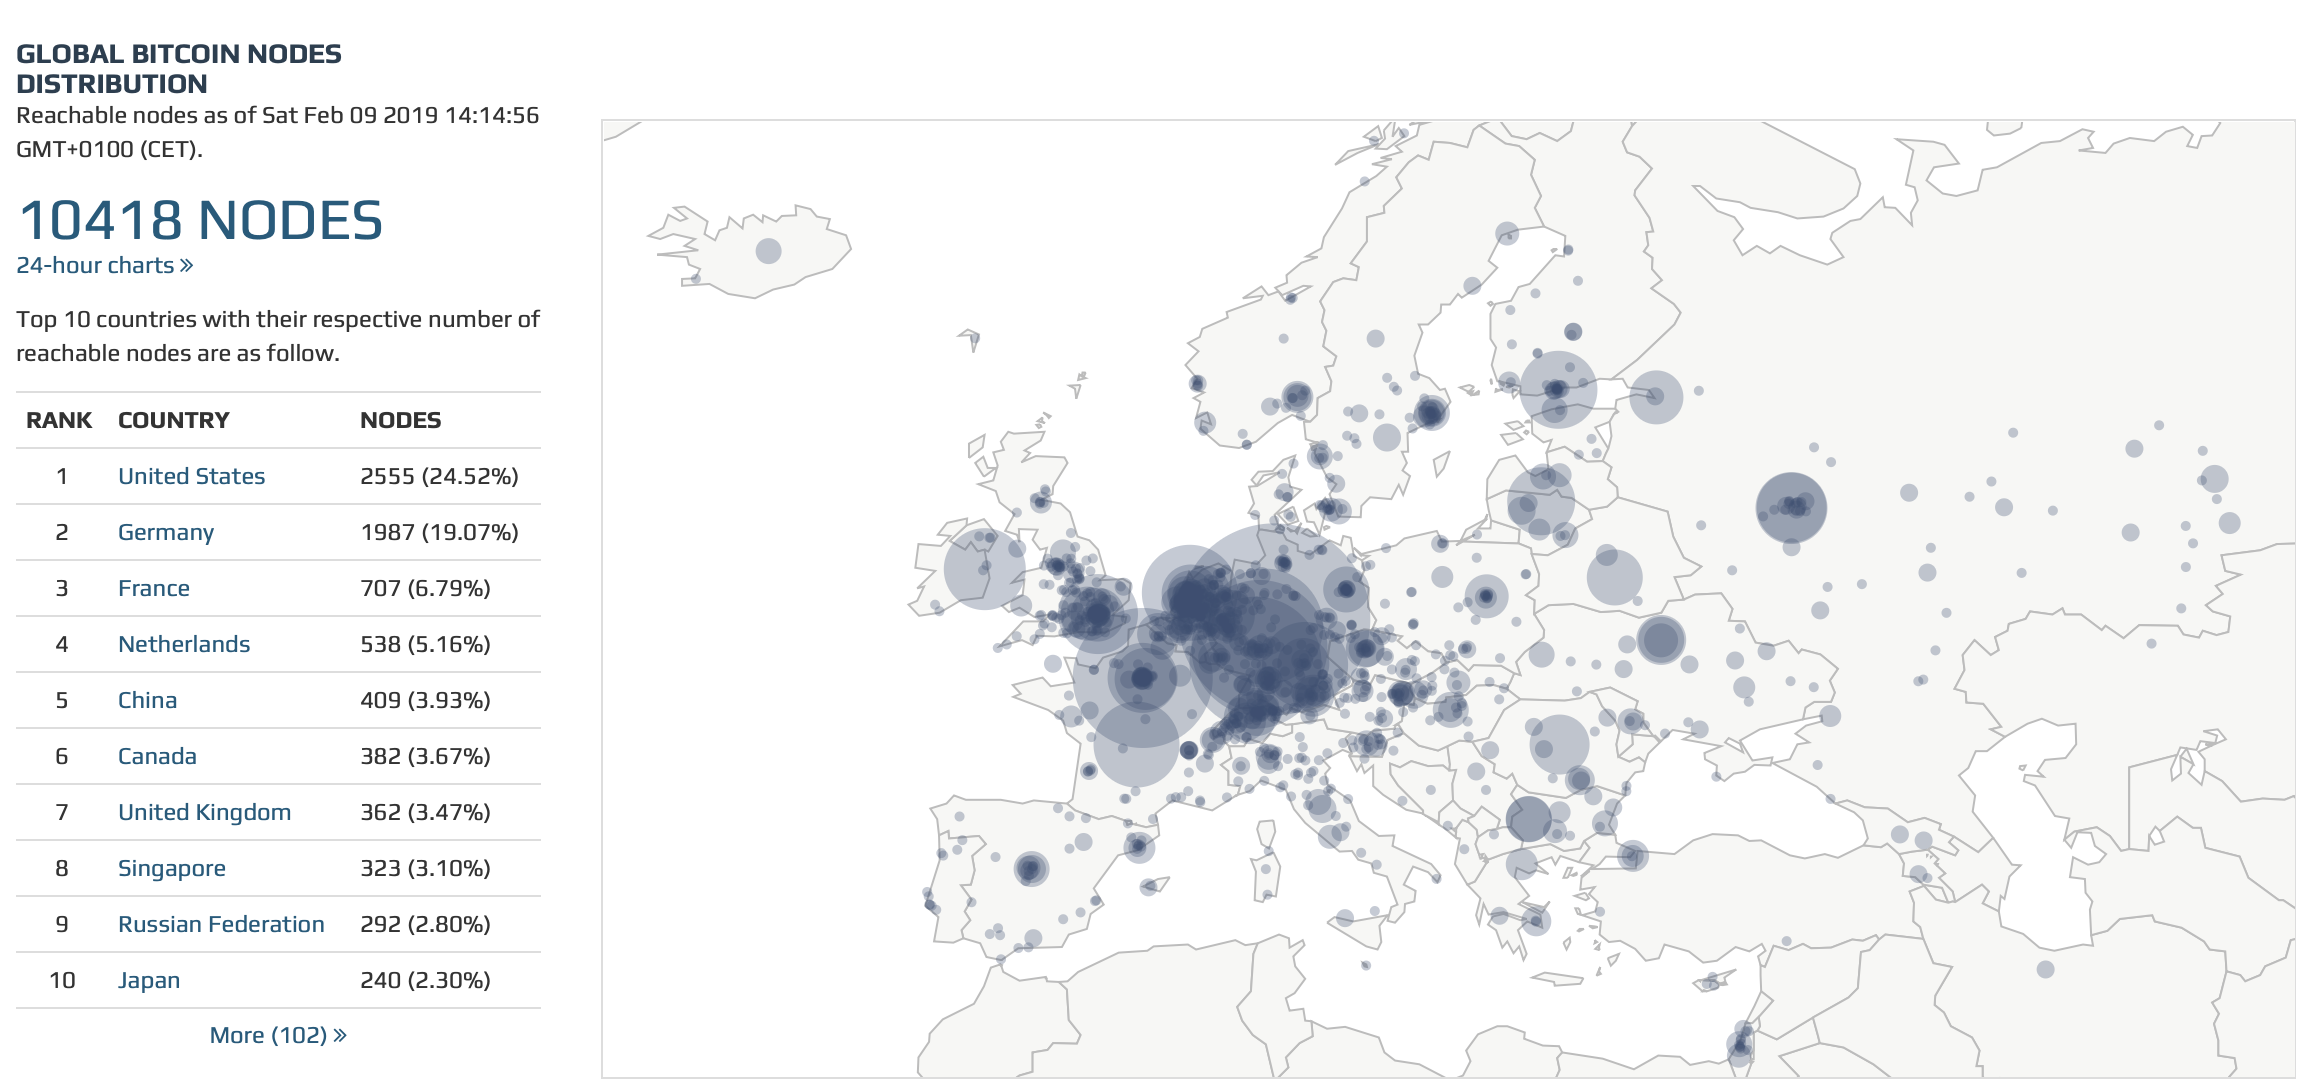 GLOBAL BITCOIN NODES
DISTRIBUTION
Reachable nodes as of Sat Feb 09 2019 14:14:56
GMT+0100 (CET).
10418 NODES
24-hour charts »
Top 10 countries with their respective number of
reachable nodes are as follow.
RANK COUNTRY NODES
1 United States 2555 (24.52%)
2 Germany 1987 (19.07%)
3 France 707 (6.79%)
4 Netherlands 538 (5.16%)
5 China 409 (3.93%)
6 Canada 382 (3.67%)
7 United Kingdom 362 (3.47%)
8 Singapore 323 (3.10%)
9 Russian Federation 292 (2.80%)
10 Japan 240 (2.30%)
More (102) »